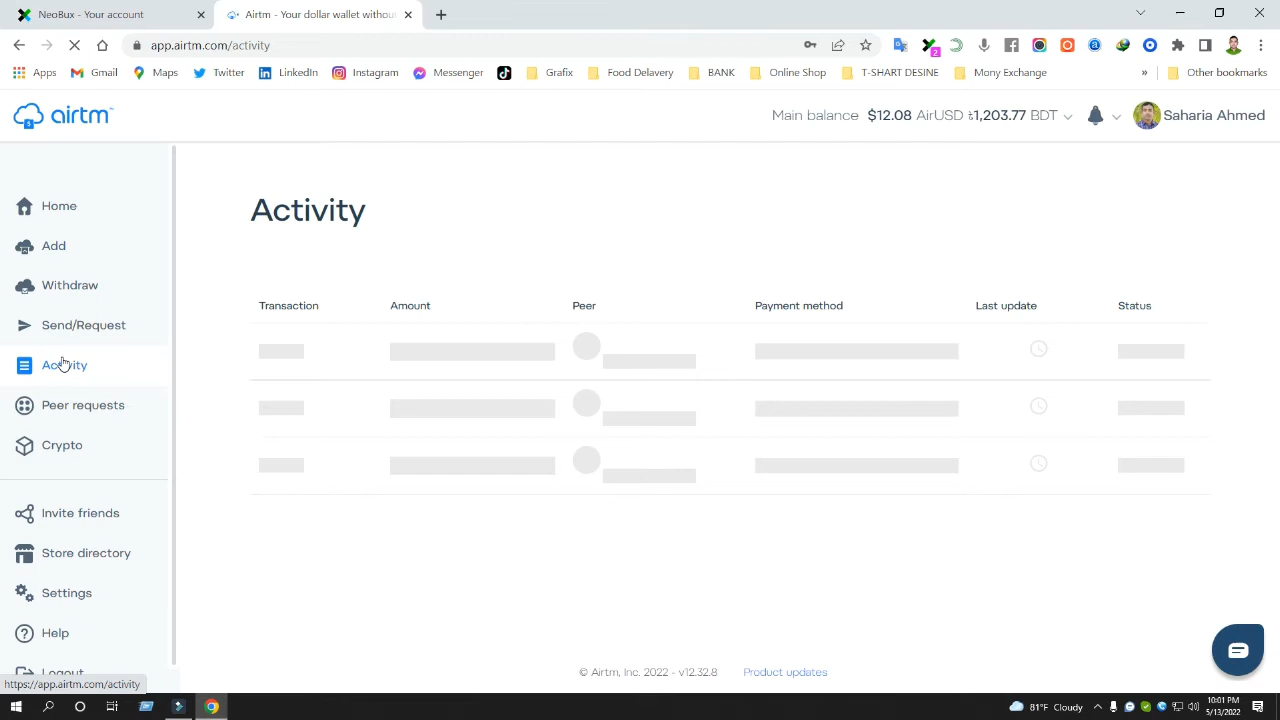 NeoBux - Your account
Airtm - Your dollar wallet withou
app.airtm.com/activity
2
Apps
Gmail
Maps
Twitter
LinkedIn
Instagram
Messenger
Grafix
Food Delavery
BANK
Online Shop
T-SHART DESINE
Mony Exchange
»
Other bookmarks
airtm™
Main balance $12.08 AirUSD ৳1,203.77 BDT
Saharia Ahmed
Home
Add
Withdraw
Send/Request
Activity
Peer requests
Crypto
Invite friends
Store directory
Settings
Help
Logout
Activity
Transaction
Amount
Peer
Payment method
Last update
Status
© Airtm, Inc. 2022 - v12.32.8
Product updates
https://app.airtm.com/activity
81°F Cloudy
10:01 PM
5/13/2022